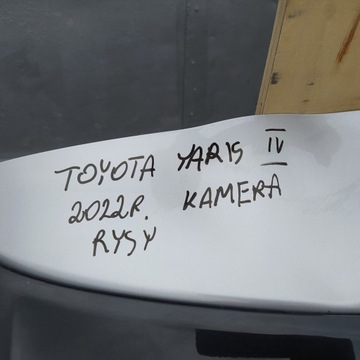 TOYOTA YARIS IV
2022R. KAMERA
RYSY